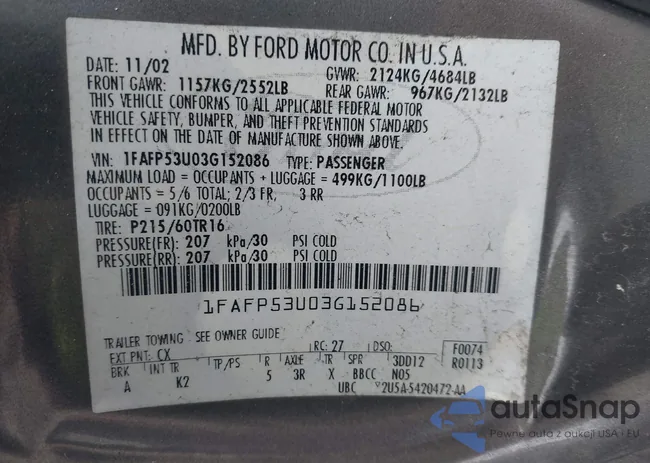 MFD. BY FORD MOTOR CO. IN U.S.A.
DATE: 11/02 GVWR: 2124KG/4684LB
FRONT GAWR: 1157KG/2552LB REAR GAWR: 967KG/2132LB
THIS VEHICLE CONFORMS TO ALL APPLICABLE FEDERAL MOTOR
VEHICLE SAFETY, BUMPER, AND THEFT PREVENTION STANDARDS
IN EFFECT ON THE DATE OF MANUFACTURE SHOWN ABOVE.
VIN: 1FAFP53U03G152086 TYPE: PASSENGER
MAXIMUM LOAD = OCCUPANTS + LUGGAGE = 499KG/1100LB
OCCUPANTS = 5/6 TOTAL; 2/3 FR, 3 RR
LUGGAGE = 091KG/0200LB
TIRE: P215/60TR16
PRESSURE(FR): 207 kPa/30 PSI COLD
PRESSURE(RR): 207 kPa/30 PSI COLD
1FAFP53U03G152086
TRAILER TOWING - SEE OWNER GUIDE
EXT PNT: CX RC: 27 DSO: F0074
BRK INT TR TP/PS R AXLE TR SPR 3DD12 R0113
A K2 5 3R X BBCC N05
UBC 2U5A-5420472-AA
autoSnap
Pewne auto z aukcji USA i EU